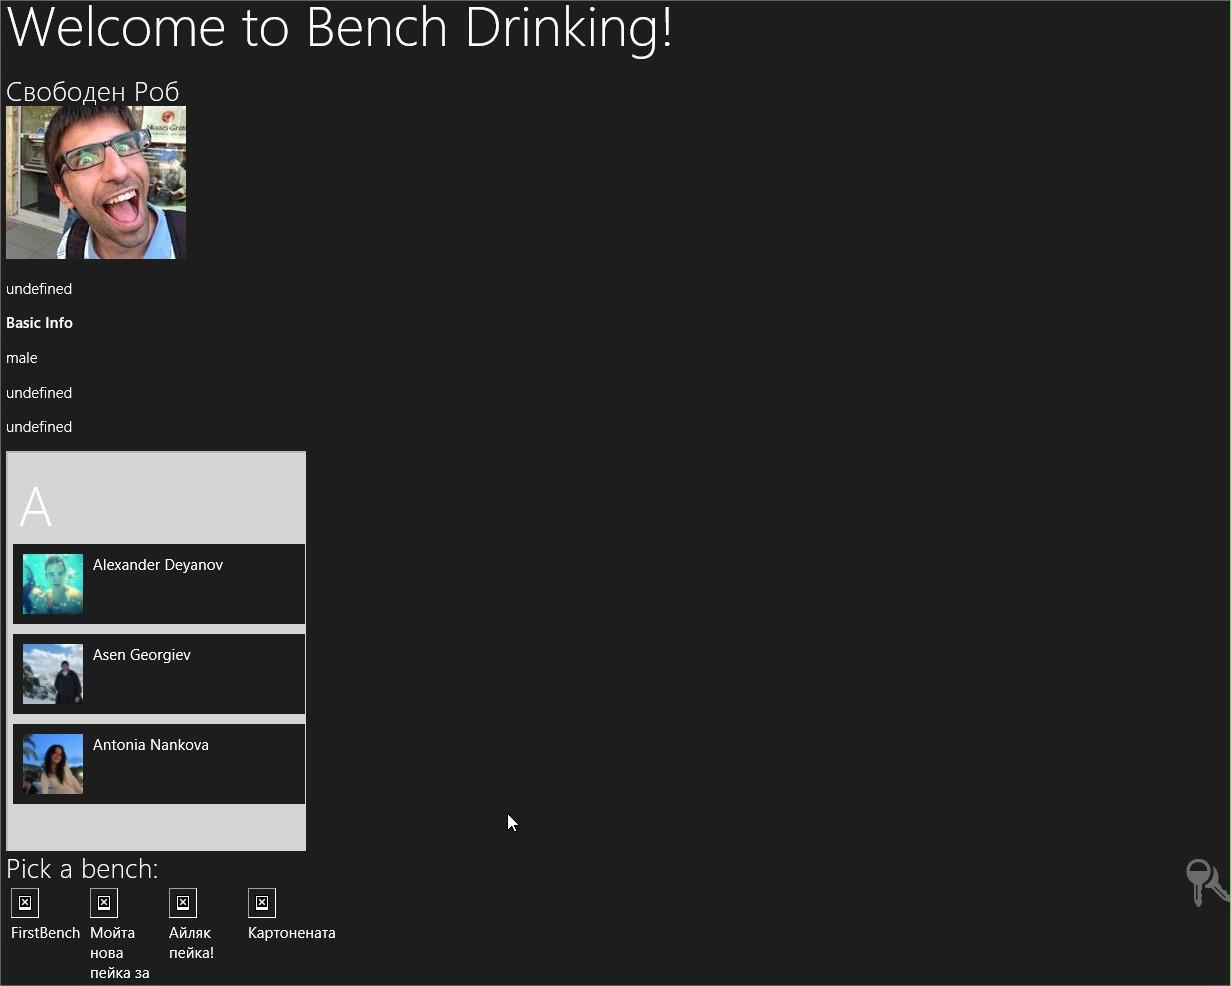 Welcome to Bench Drinking!
Свободен Роб
MoneyGram
undefined
Basic Info
male
undefined
undefined
A
Alexander Deyanov
Asen Georgiev
Antonia Nankova
Pick a bench:
FirstBench
Мойта
нова
пейка за
Айляк
пейка!
Картонената